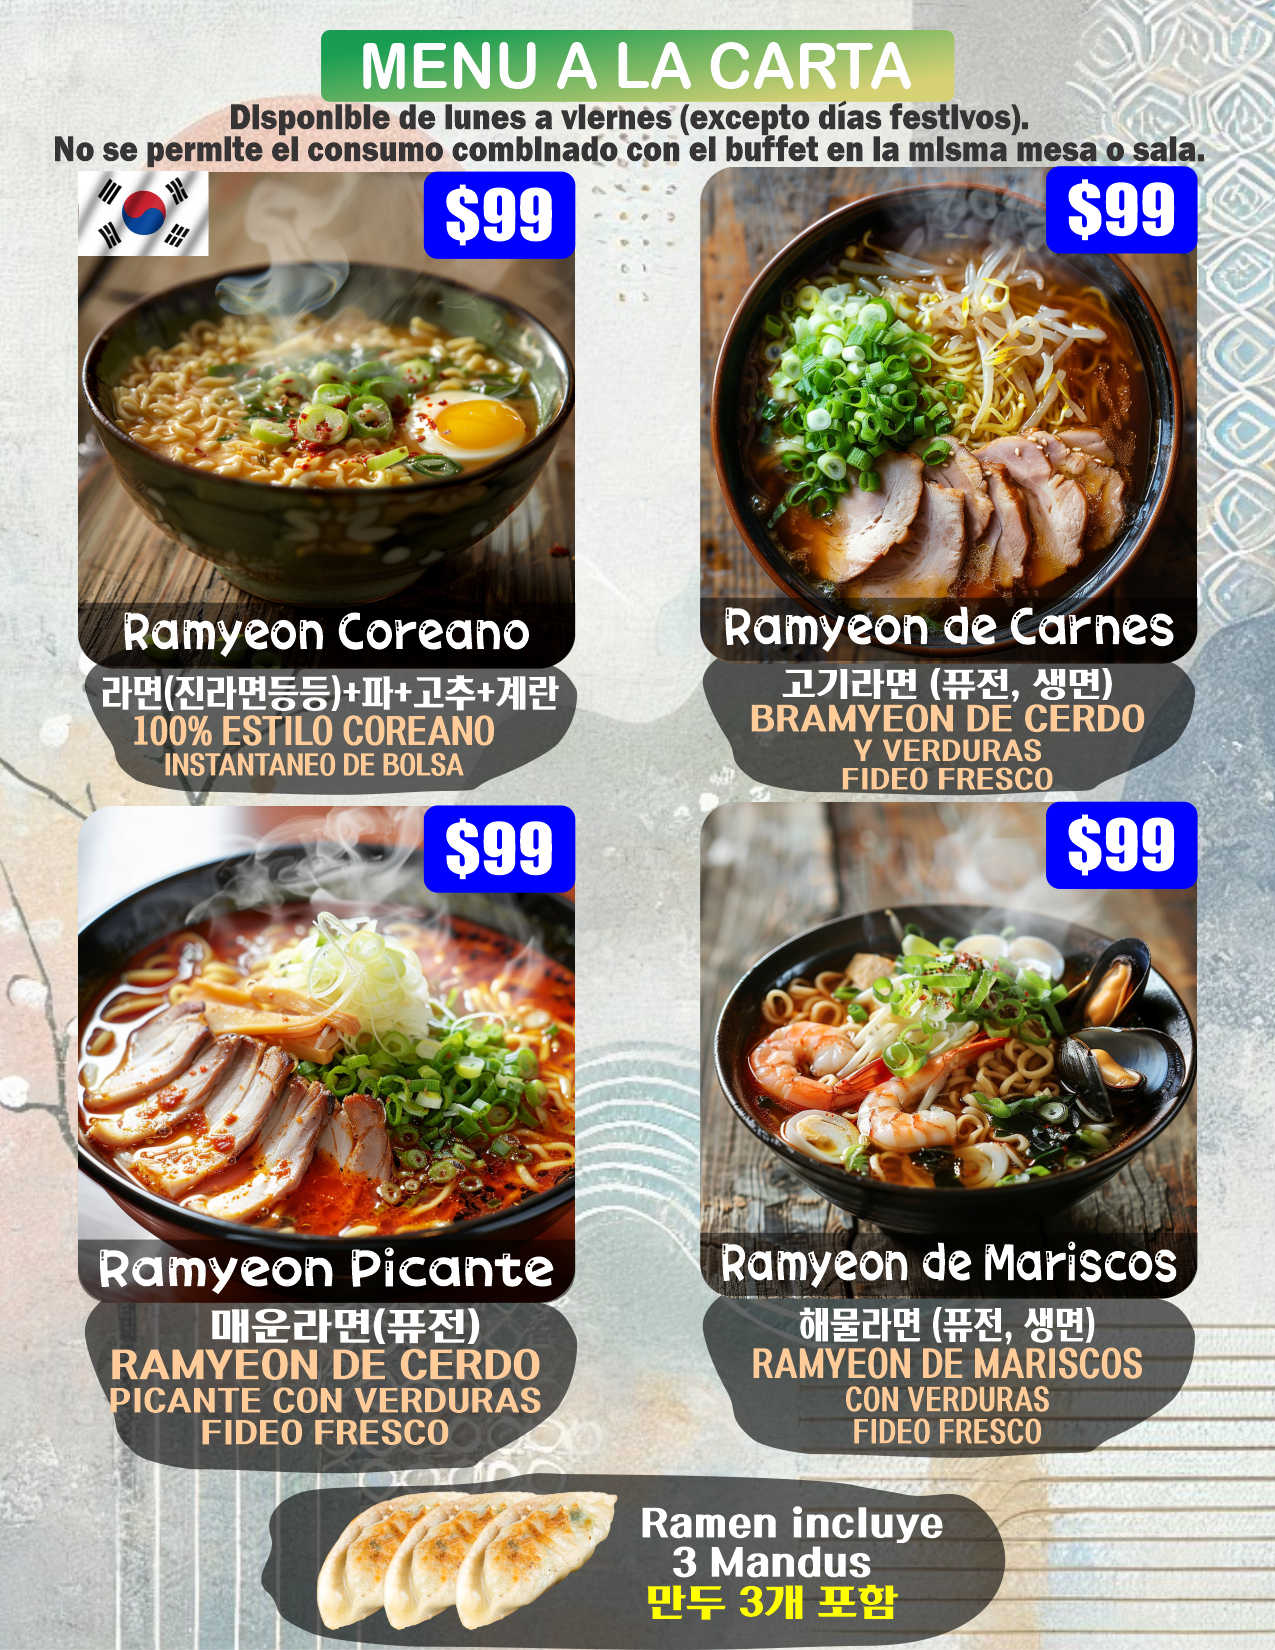 MENU A LA CARTA
Disponible de lunes a viernes (excepto días festivos).
No se permite el consumo combinado con el buffet en la misma mesa o sala.
$99
$99
Ramyeon Coreano
라면(진라면등등)+파+고추+계란
100% ESTILO COREANO
INSTANTANEO DE BOLSA
Ramyeon de Carnes
고기라면 (퓨전, 생면)
BRAMYEON DE CERDO
Y VERDURAS
FIDEO FRESCO
$99
$99
Ramyeon Picante
매운라면(퓨전)
RAMYEON DE CERDO
PICANTE CON VERDURAS
FIDEO FRESCO
Ramyeon de Mariscos
해물라면 (퓨전, 생면)
RAMYEON DE MARISCOS
CON VERDURAS
FIDEO FRESCO
Ramen incluye
3 Mandus
만두 3개 포함